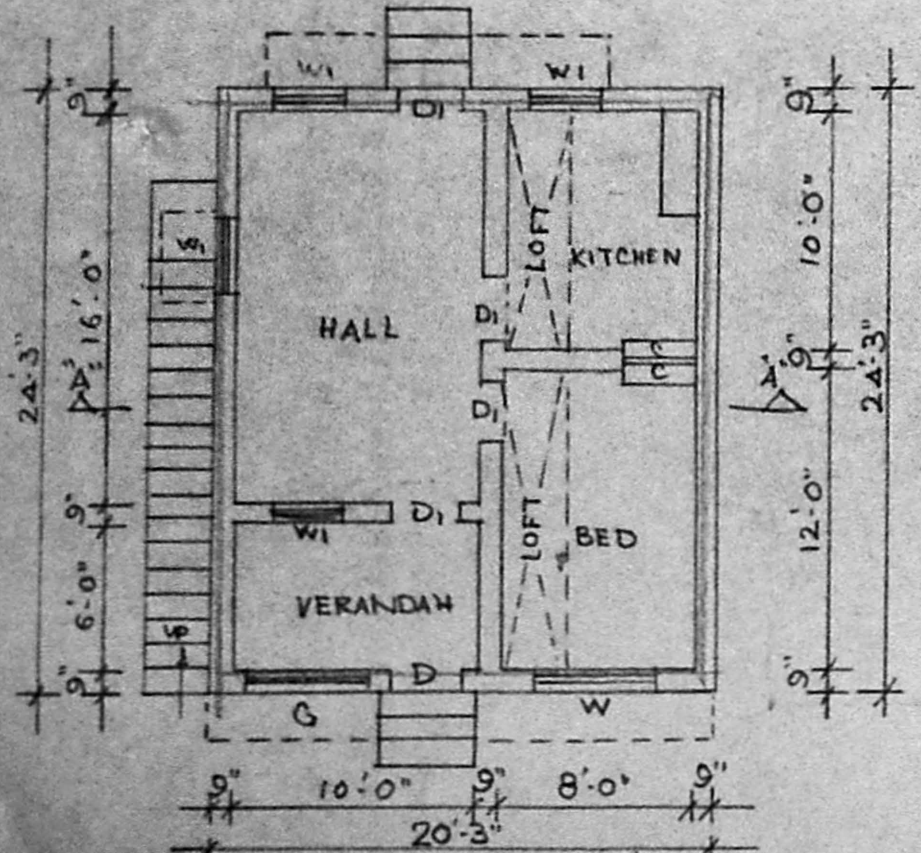 W1 W1
D1
9" 9"
LOFT
KITCHEN
10'-0"
16'-0"
HALL
D1
24'-3"
C
C
9"
24'-3"
A' A'
D1
9"
D1
W1
LOFT
BED
12'-0"
6'-0"
VERANDAH
UP
9" 9"
D
G W
9" 10'-0" 9" 8'-0" 9"
20'-3"